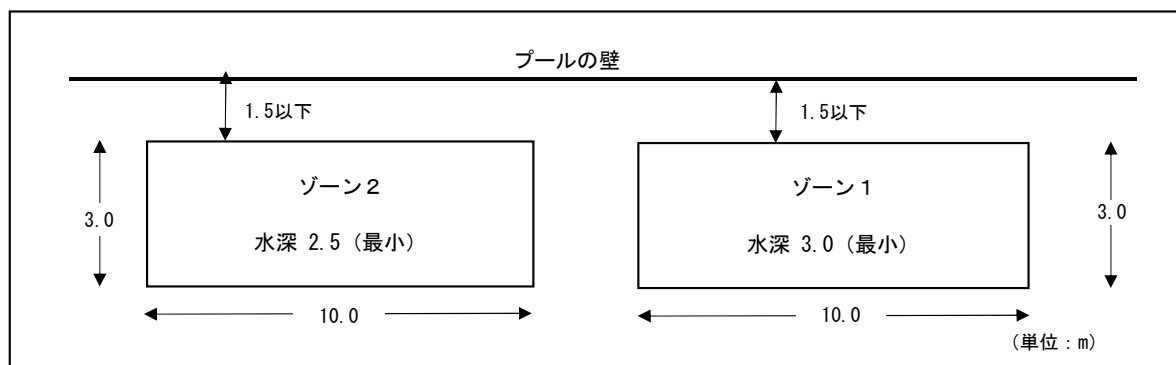 プールの壁
1.5以下
1.5以下
ゾーン２
ゾーン１
3.0
3.0
水深 2.5（最小）
水深 3.0（最小）
10.0
10.0
（単位：m）